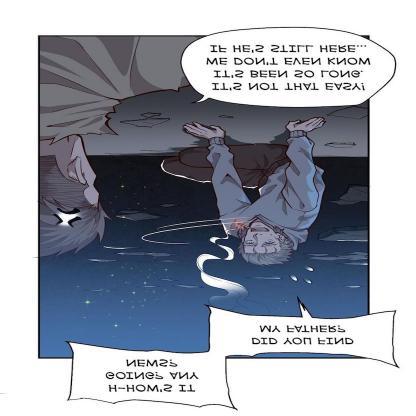 H-HOW'S IT
GOING? ANY
NEWS?
DID YOU FIND
MY FATHER?
IT'S NOT THAT EASY!
IT'S BEEN SO LONG.
WE DON'T EVEN KNOW
IF HE'S STILL HERE...